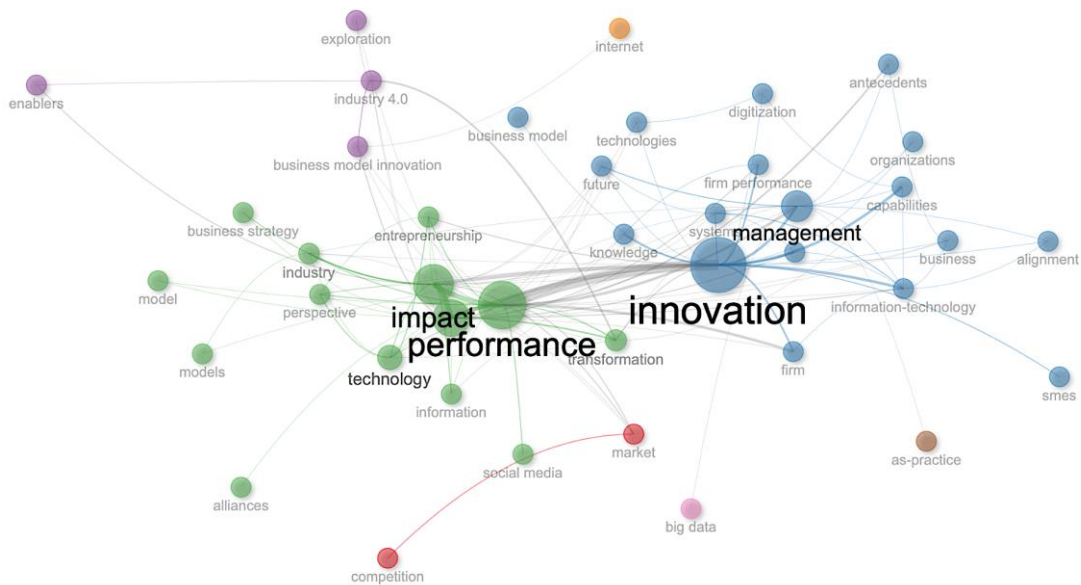 exploration
internet
enablers
industry 4.0
antecedents
digitization
business model
technologies
organizations
business model innovation
future
firm performance
capabilities
business strategy
entrepreneurship
systems
management
knowledge
business
alignment
industry
model
perspective
impact
innovation
information-technology
performance
models
technology
transformation
firm
information
smes
market
social media
as-practice
alliances
big data
competition